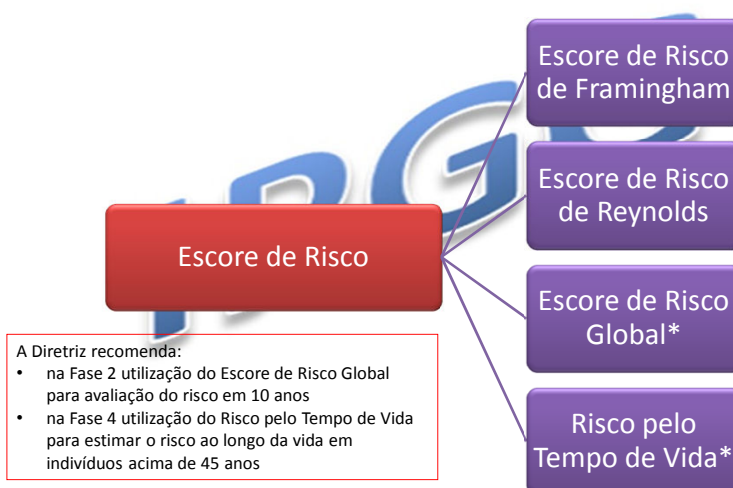 Escore de Risco
de Framingham
Escore de Risco
de Reynolds
Escore de Risco
Escore de Risco
Global*
Risco pelo
Tempo de Vida*
A Diretriz recomenda:
• na Fase 2 utilização do Escore de Risco Global
para avaliação do risco em 10 anos
• na Fase 4 utilização do Risco pelo Tempo de Vida
para estimar o risco ao longo da vida em
indivíduos acima de 45 anos